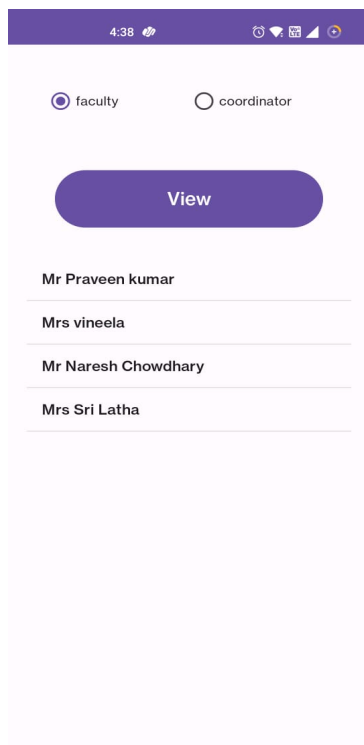 4:38
faculty coordinator
View
Mr Praveen kumar
Mrs vineela
Mr Naresh Chowdhary
Mrs Sri Latha